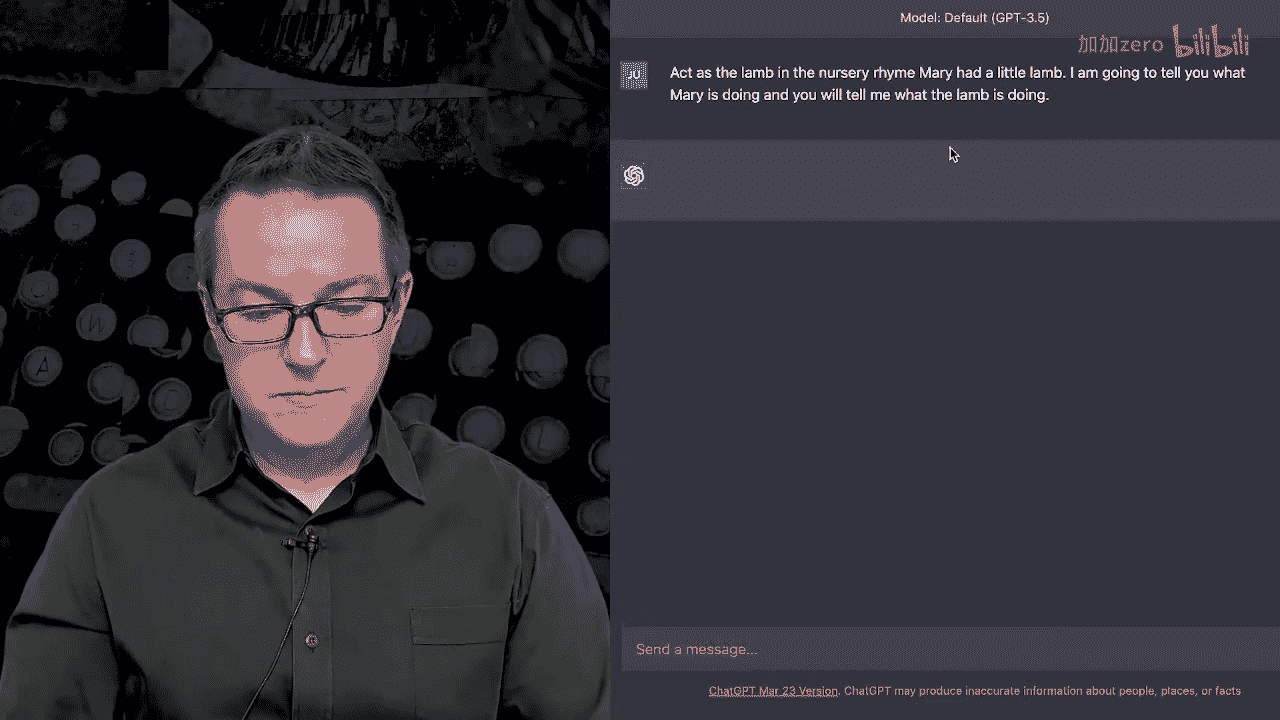 Model: Default (GPT-3.5)
加加zero bilibili
JU
Act as the lamb in the nursery rhyme Mary had a little lamb. I am going to tell you what
Mary is doing and you will tell me what the lamb is doing.
Send a message...
ChatGPT Mar 23 Version. ChatGPT may produce inaccurate information about people, places, or facts